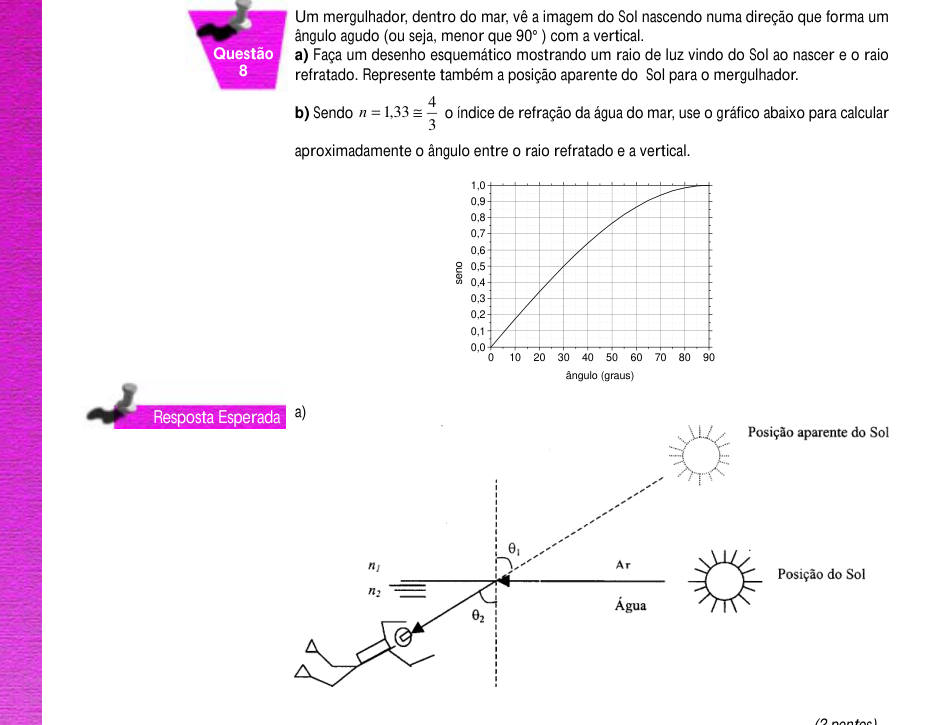 Questão
8
Um mergulhador, dentro do mar, vê a imagem do Sol nascendo numa direção que forma um
ângulo agudo (ou seja, menor que 90° ) com a vertical.
a) Faça um desenho esquemático mostrando um raio de luz vindo do Sol ao nascer e o raio
refratado. Represente também a posição aparente do Sol para o mergulhador.
b) Sendo n = 1,33 ≅ 4/3 o índice de refração da água do mar, use o gráfico abaixo para calcular
aproximadamente o ângulo entre o raio refratado e a vertical.
1,0
0,9
0,8
0,7
0,6
0,5
0,4
0,3
0,2
0,1
0,0
seno
0 10 20 30 40 50 60 70 80 90
ângulo (graus)
Resposta Esperada
a)
Posição aparente do Sol
θ1
n1
Ar
Posição do Sol
n2
Água
θ2
(2 pontos)